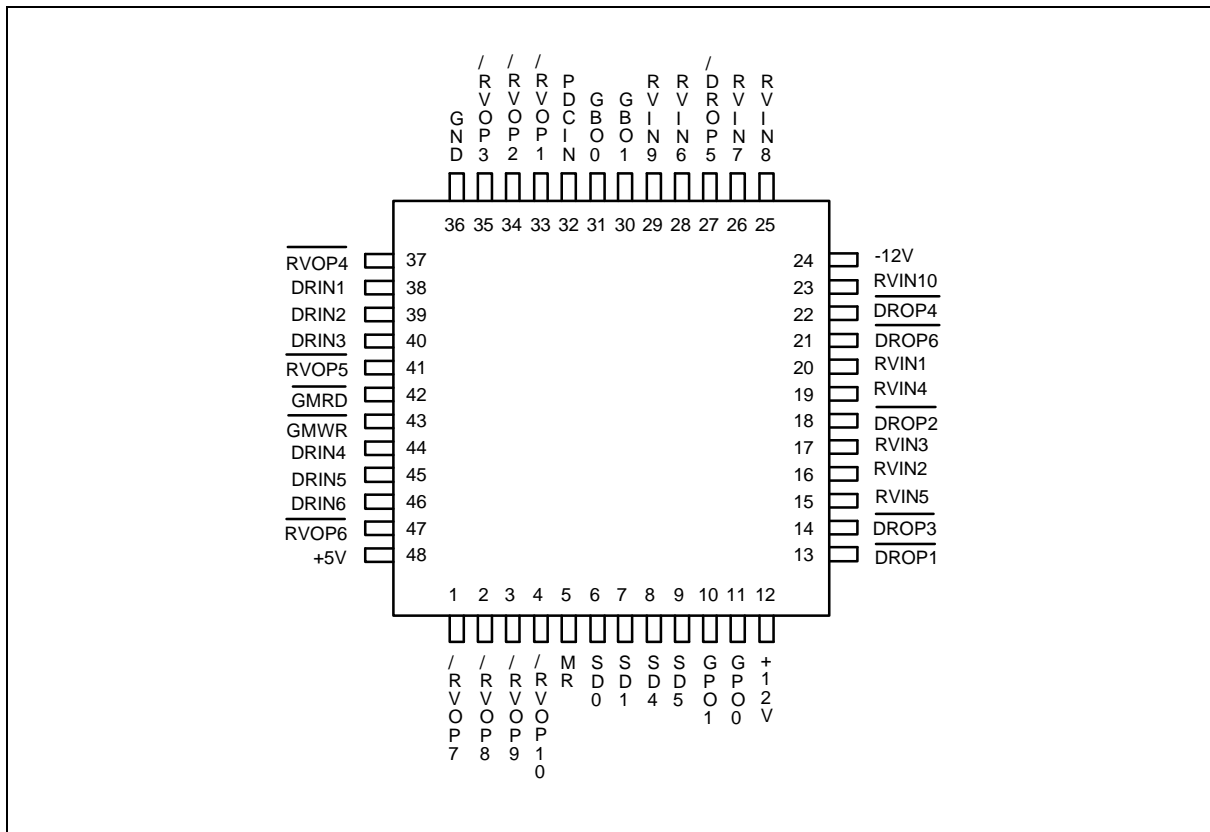 GND
/RVOP3
/RVOP2
/RVOP1
PDCIN
GBO0
GBO1
RVIN9
RVIN6
/DROP5
RVIN7
RVIN8
36 35 34 33 32 31 30 29 28 27 26 25
RVOP4 37
DRIN1 38
DRIN2 39
DRIN3 40
RVOP5 41
GMRD 42
GMWR 43
DRIN4 44
DRIN5 45
DRIN6 46
RVOP6 47
+5V 48
24 -12V
23 RVIN10
22 DROP4
21 DROP6
20 RVIN1
19 RVIN4
18 DROP2
17 RVIN3
16 RVIN2
15 RVIN5
14 DROP3
13 DROP1
1 2 3 4 5 6 7 8 9 10 11 12
/RVOP7
/RVOP8
/RVOP9
/RVOP10
MR
SD0
SD1
SD4
SD5
GPO1
GPO0
+12V